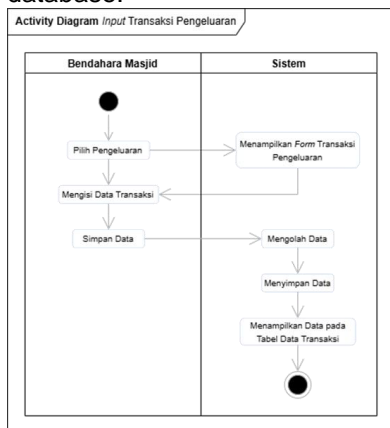 database.
Activity Diagram Input Transaksi Pengeluaran
Bendahara Masjid
Sistem
Pilih Pengeluaran
Menampilkan Form Transaksi
Pengeluaran
Mengisi Data Transaksi
Simpan Data
Mengolah Data
Menyimpan Data
Menampilkan Data pada
Tabel Data Transaksi